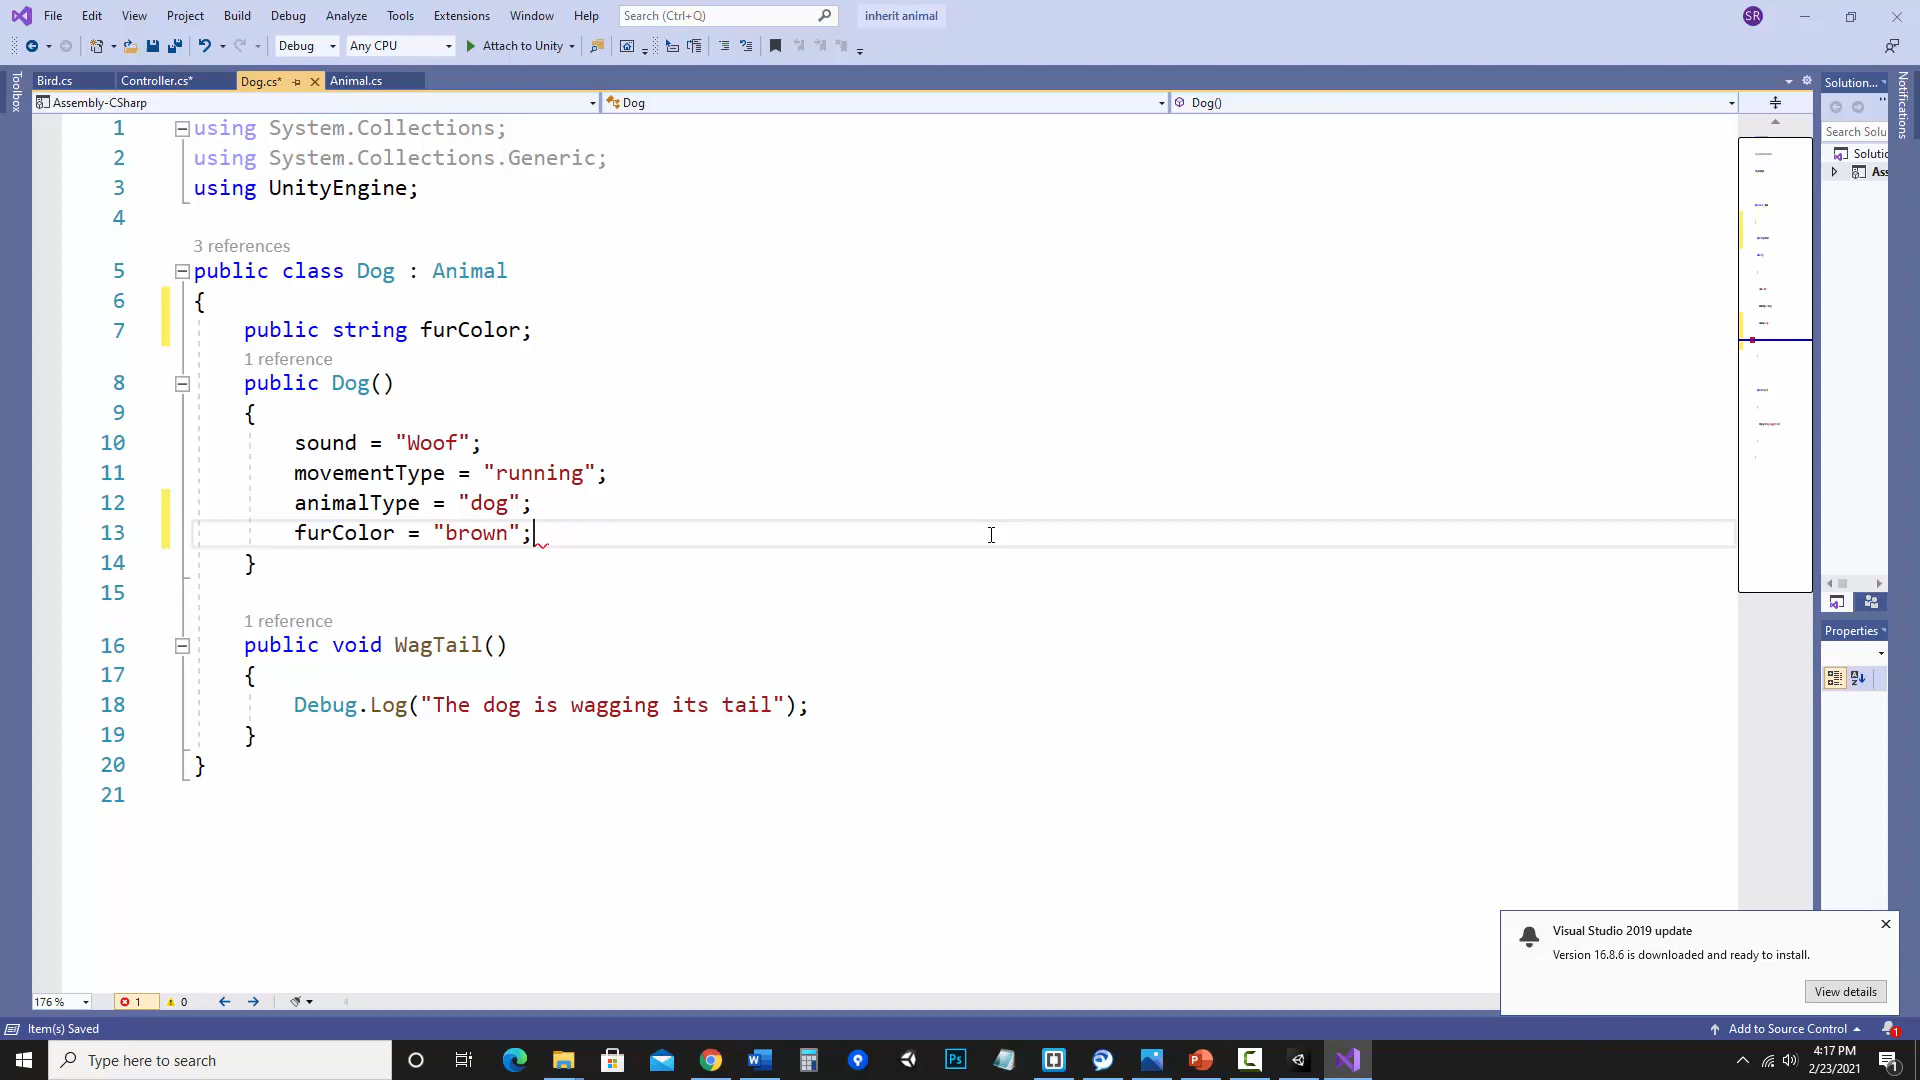 File Edit View Project Build Debug Analyze Tools Extensions Window Help Search (Ctrl+Q) inherit animal SR
Debug Any CPU Attach to Unity
Toolbox
Bird.cs Controller.cs* Dog.cs* Animal.cs
Assembly-CSharp Dog Dog()
1 using System.Collections;
2 using System.Collections.Generic;
3 using UnityEngine;
4
3 references
5 public class Dog : Animal
6 {
7 public string furColor;
1 reference
8 public Dog()
9 {
10 sound = "Woof";
11 movementType = "running";
12 animalType = "dog";
13 furColor = "brown";
14 }
15
1 reference
16 public void WagTail()
17 {
18 Debug.Log("The dog is wagging its tail");
19 }
20 }
21
Solution...
Search Solu
Solutio
Ass
Properties
Notifications
Visual Studio 2019 update
Version 16.8.6 is downloaded and ready to install.
View details
176 % 1 0
Item(s) Saved Add to Source Control 1
Type here to search
4:17 PM
2/23/2021
1